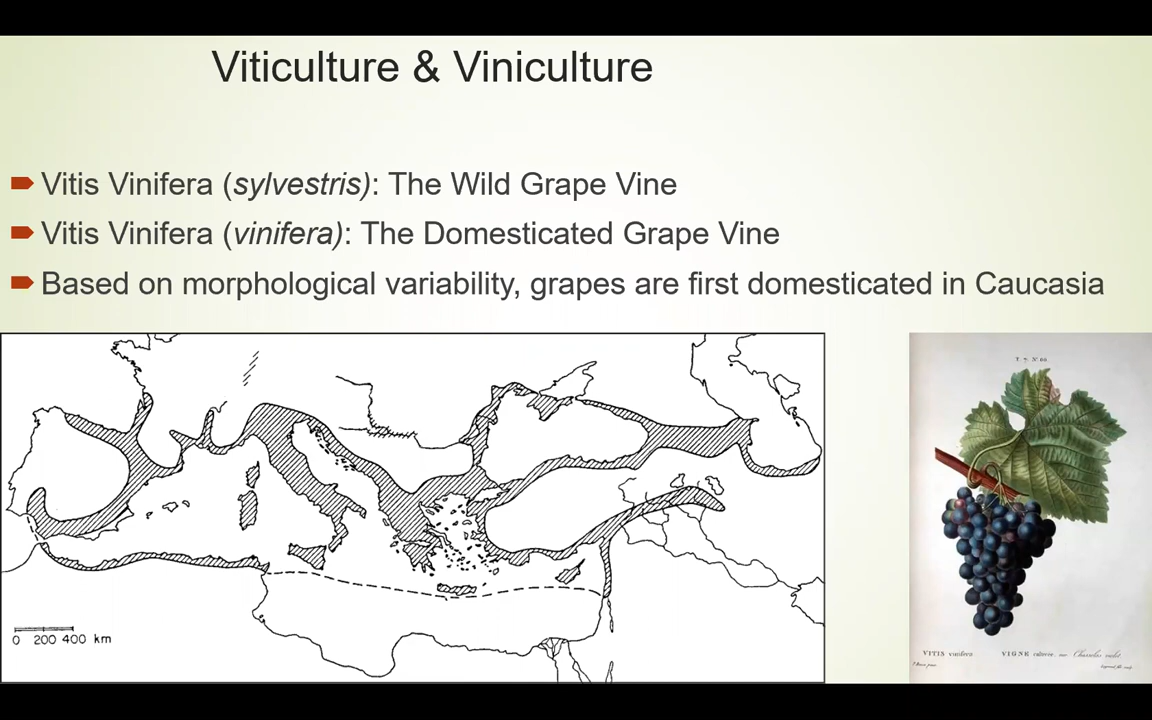 Viticulture & Viniculture
Vitis Vinifera (sylvestris): The Wild Grape Vine
Vitis Vinifera (vinifera): The Domesticated Grape Vine
Based on morphological variability, grapes are first domesticated in Caucasia
0 200 400 km
VITIS vinifera.
VIGNE